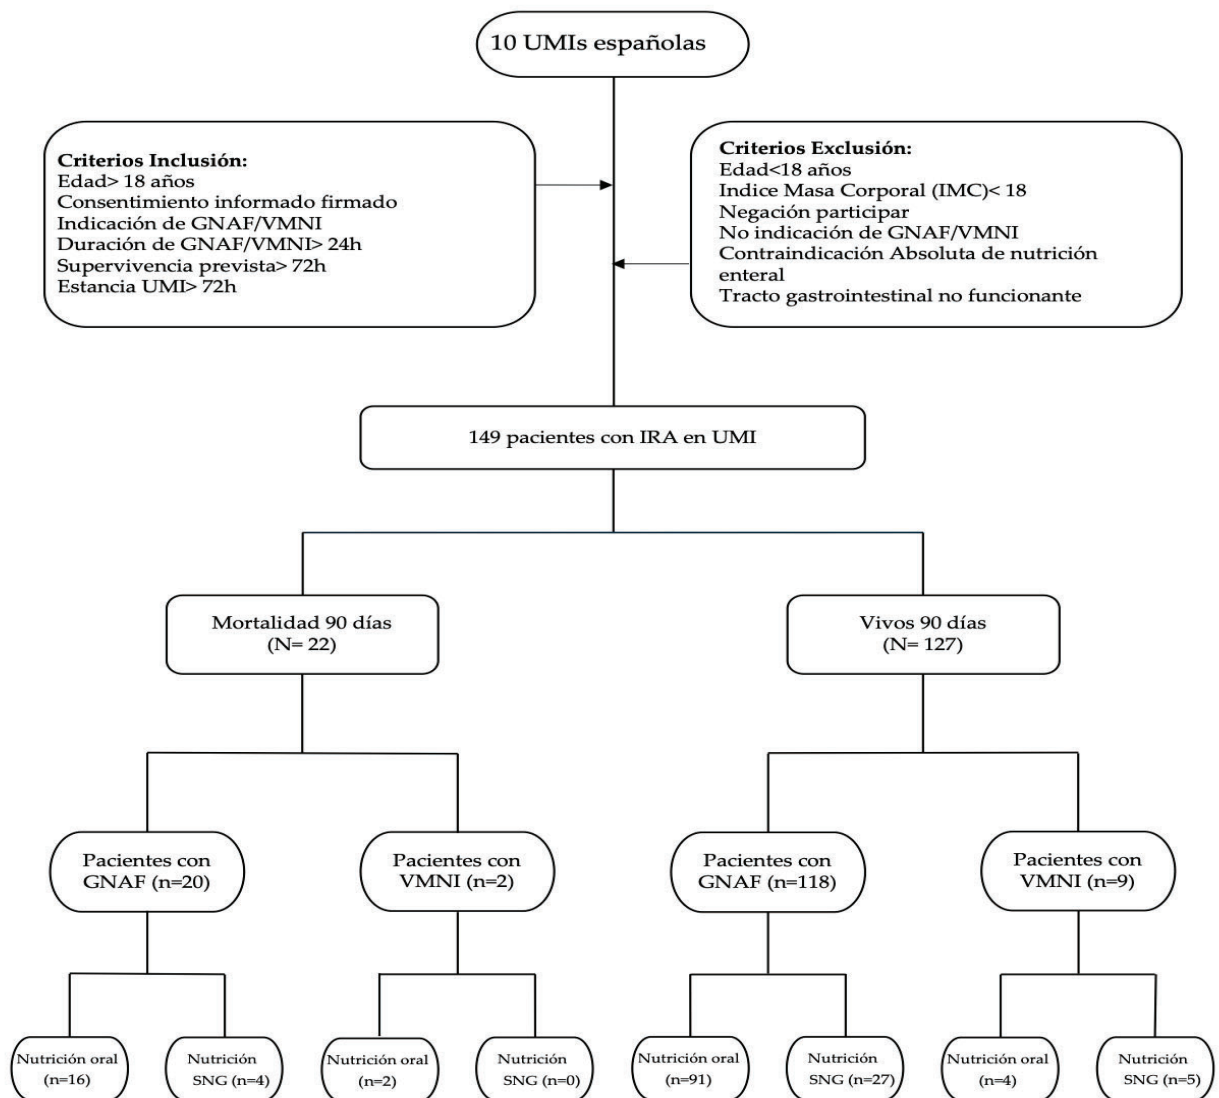 10 UMIs españolas
Criterios Inclusión:
Edad> 18 años
Consentimiento informado firmado
Indicación de GNAF/VMNI
Duración de GNAF/VMNI> 24h
Supervivencia prevista> 72h
Estancia UMI> 72h
Criterios Exclusión:
Edad<18 años
Indice Masa Corporal (IMC)< 18
Negación participar
No indicación de GNAF/VMNI
Contraindicación Absoluta de nutrición
enteral
Tracto gastrointestinal no funcionante
149 pacientes con IRA en UMI
Mortalidad 90 días
(N= 22)
Vivos 90 días
(N= 127)
Pacientes con
GNAF (n=20)
Pacientes con
VMNI (n=2)
Pacientes con
GNAF (n=118)
Pacientes con
VMNI (n=9)
Nutrición oral
(n=16)
Nutrición
SNG (n=4)
Nutrición oral
(n=2)
Nutrición
SNG (n=0)
Nutrición oral
(n=91)
Nutrición
SNG (n=27)
Nutrición oral
(n=4)
Nutrición
SNG (n=5)